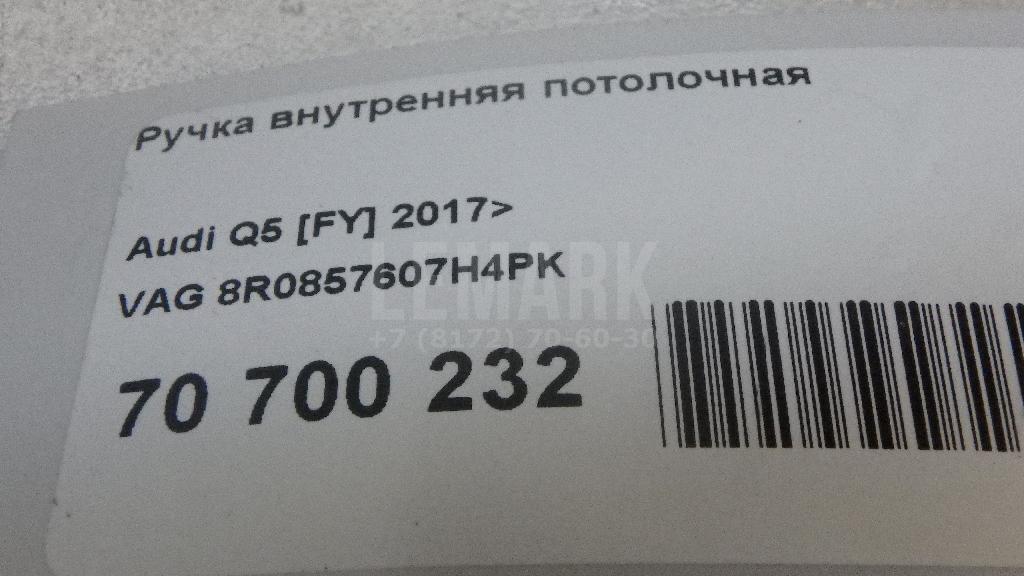 Ручка внутренняя потолочная
Audi Q5 [FY] 2017>
VAG 8R0857607H4PK
LEMARK
+7 (8172) 70-60-30
70 700 232